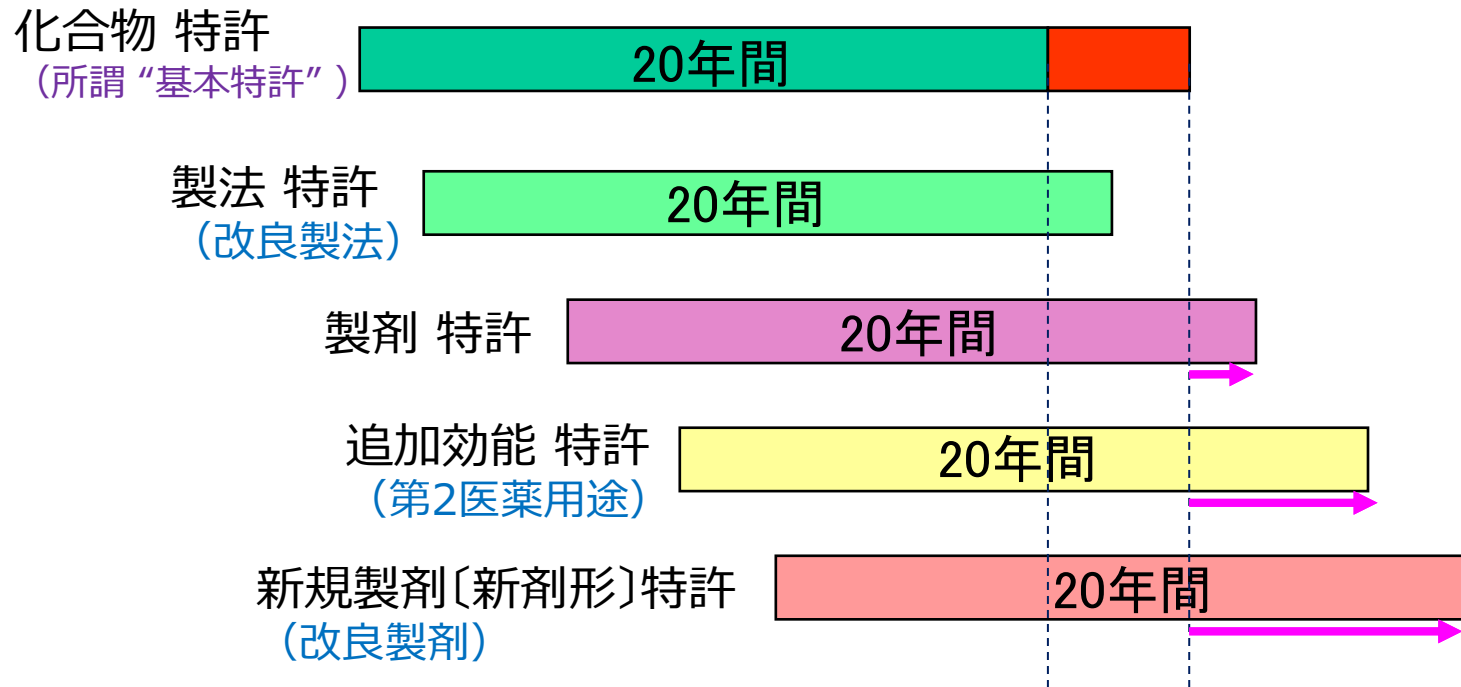 化合物 特許
（所謂 “基本特許” ）
20年間
製法 特許
（改良製法）
20年間
製剤 特許
20年間
追加効能 特許
（第2医薬用途）
20年間
新規製剤〔新剤形〕特許
（改良製剤）
20年間